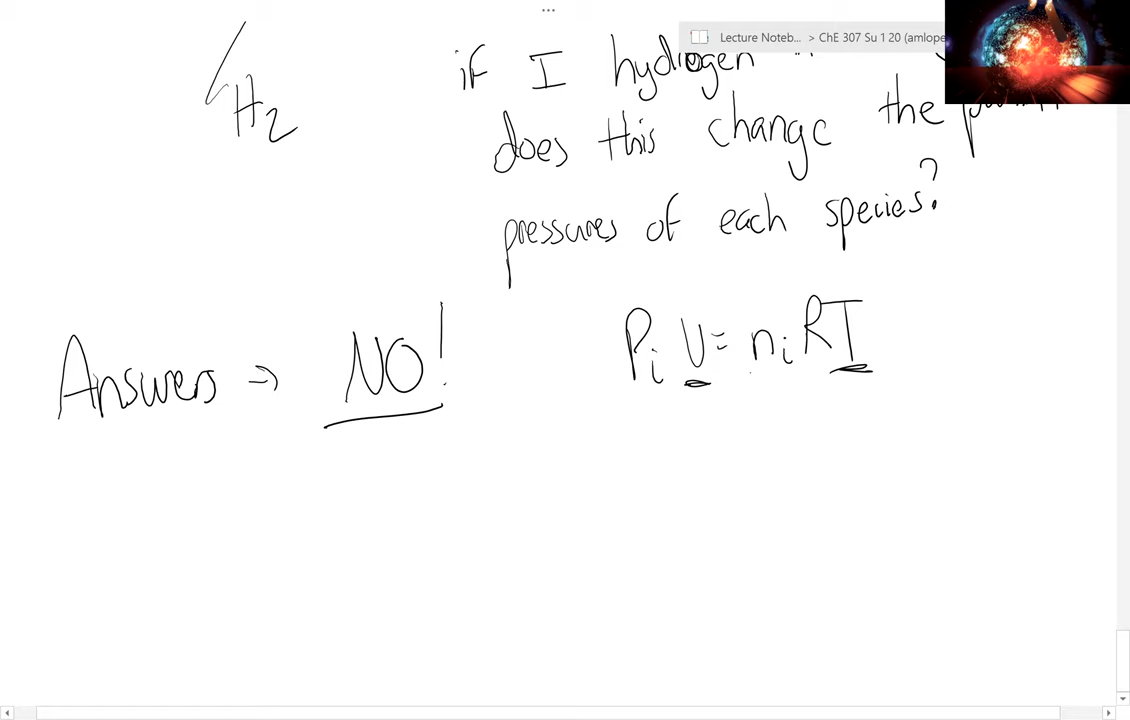 ...
Lecture Noteb... > ChE 307 Su 1 20 (amlope
if I hydrogen
H2
does this change the
pressures of each species?
Answers => NO!
PiV = niRT